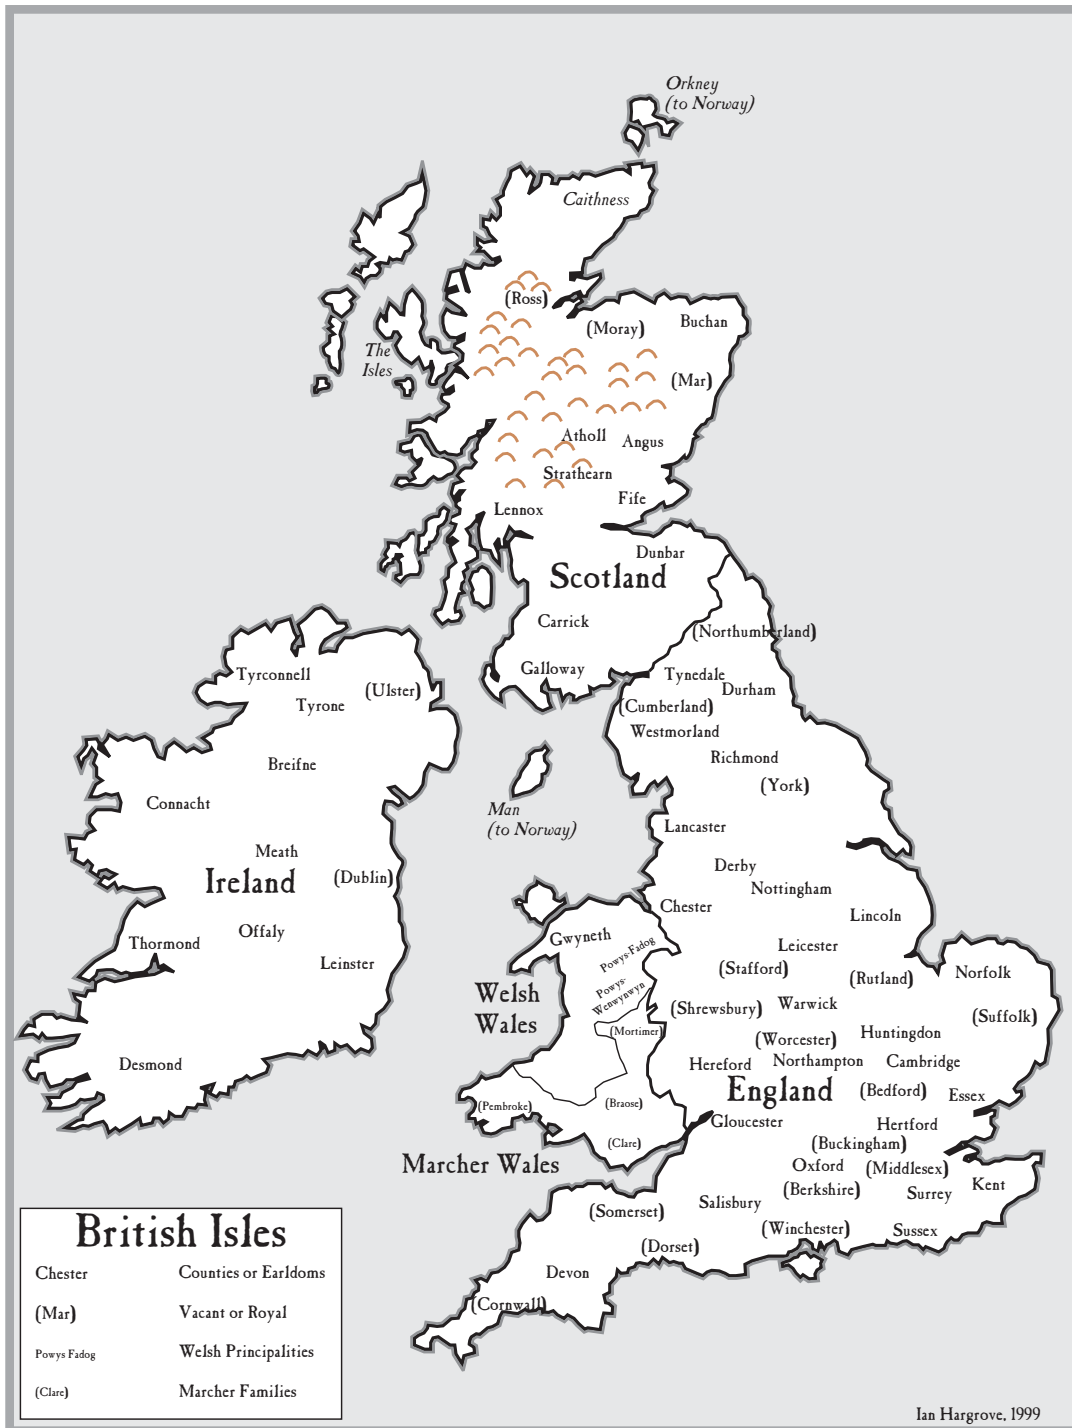 Orkney
(to Norway)
Caithness
(Ross)
(Moray)
Buchan
The
Isles
(Mar)
Atholl
Angus
Strathearn
Fife
Lennox
Dunbar
Scotland
Carrick
(Northumberland)
Galloway
Tynedale
Durham
(Cumberland)
Westmorland
Richmond
(York)
Tyrconnell
(Ulster)
Tyrone
Breifne
Connacht
Man
(to Norway)
Lancaster
Meath
Ireland
(Dublin)
Derby
Nottingham
Chester
Lincoln
Offaly
Thormond
Leinster
Gwyneth
Powys-Fadog
Powys-
Wenwynwyn
Leicester
(Stafford)
(Rutland)
Norfolk
Welsh
Wales
(Shrewsbury)
Warwick
(Suffolk)
(Mortimer)
(Worcester)
Huntingdon
Desmond
Hereford
Northampton
Cambridge
England
(Bedford)
Essex
(Pembroke)
(Braose)
Gloucester
Hertford
(Clare)
(Buckingham)
Marcher Wales
Oxford
(Middlesex)
Kent
(Berkshire)
Surrey
Salisbury
(Somerset)
(Winchester)
Sussex
(Dorset)
Devon
(Cornwall)
British Isles
Chester Counties or Earldoms
(Mar) Vacant or Royal
Powys Fadog Welsh Principalities
(Clare) Marcher Families
Ian Hargrove, 1999